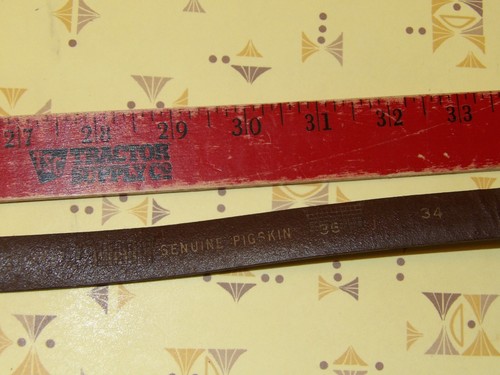 27 28 29 30 31 32 33
TRACTOR
SUPPLY CO
GENUINE PIGSKIN 36 34